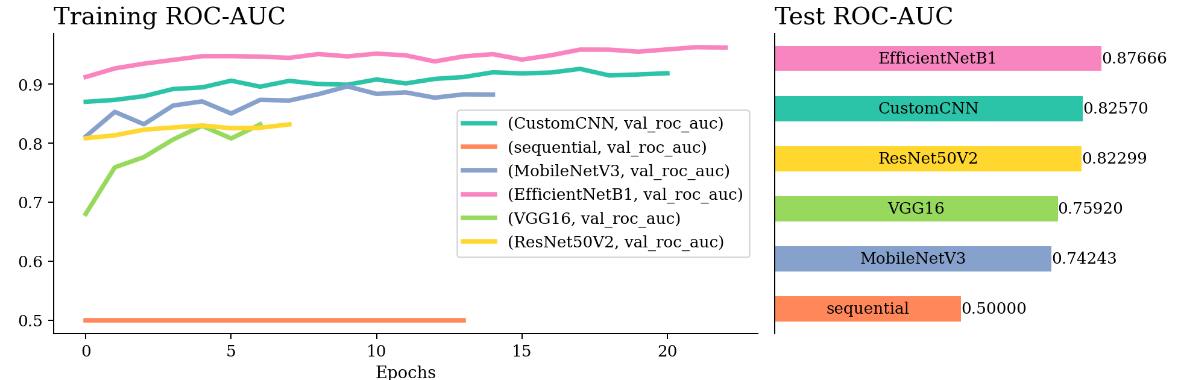 Training ROC-AUC
0.9
0.8
0.7
0.6
0.5
0
5
10
15
20
Epochs
(CustomCNN, val_roc_auc)
(sequential, val_roc_auc)
(MobileNetV3, val_roc_auc)
(EfficientNetB1, val_roc_auc)
(VGG16, val_roc_auc)
(ResNet50V2, val_roc_auc)
Test ROC-AUC
EfficientNetB1 0.87666
CustomCNN 0.82570
ResNet50V2 0.82299
VGG16 0.75920
MobileNetV3 0.74243
sequential 0.50000